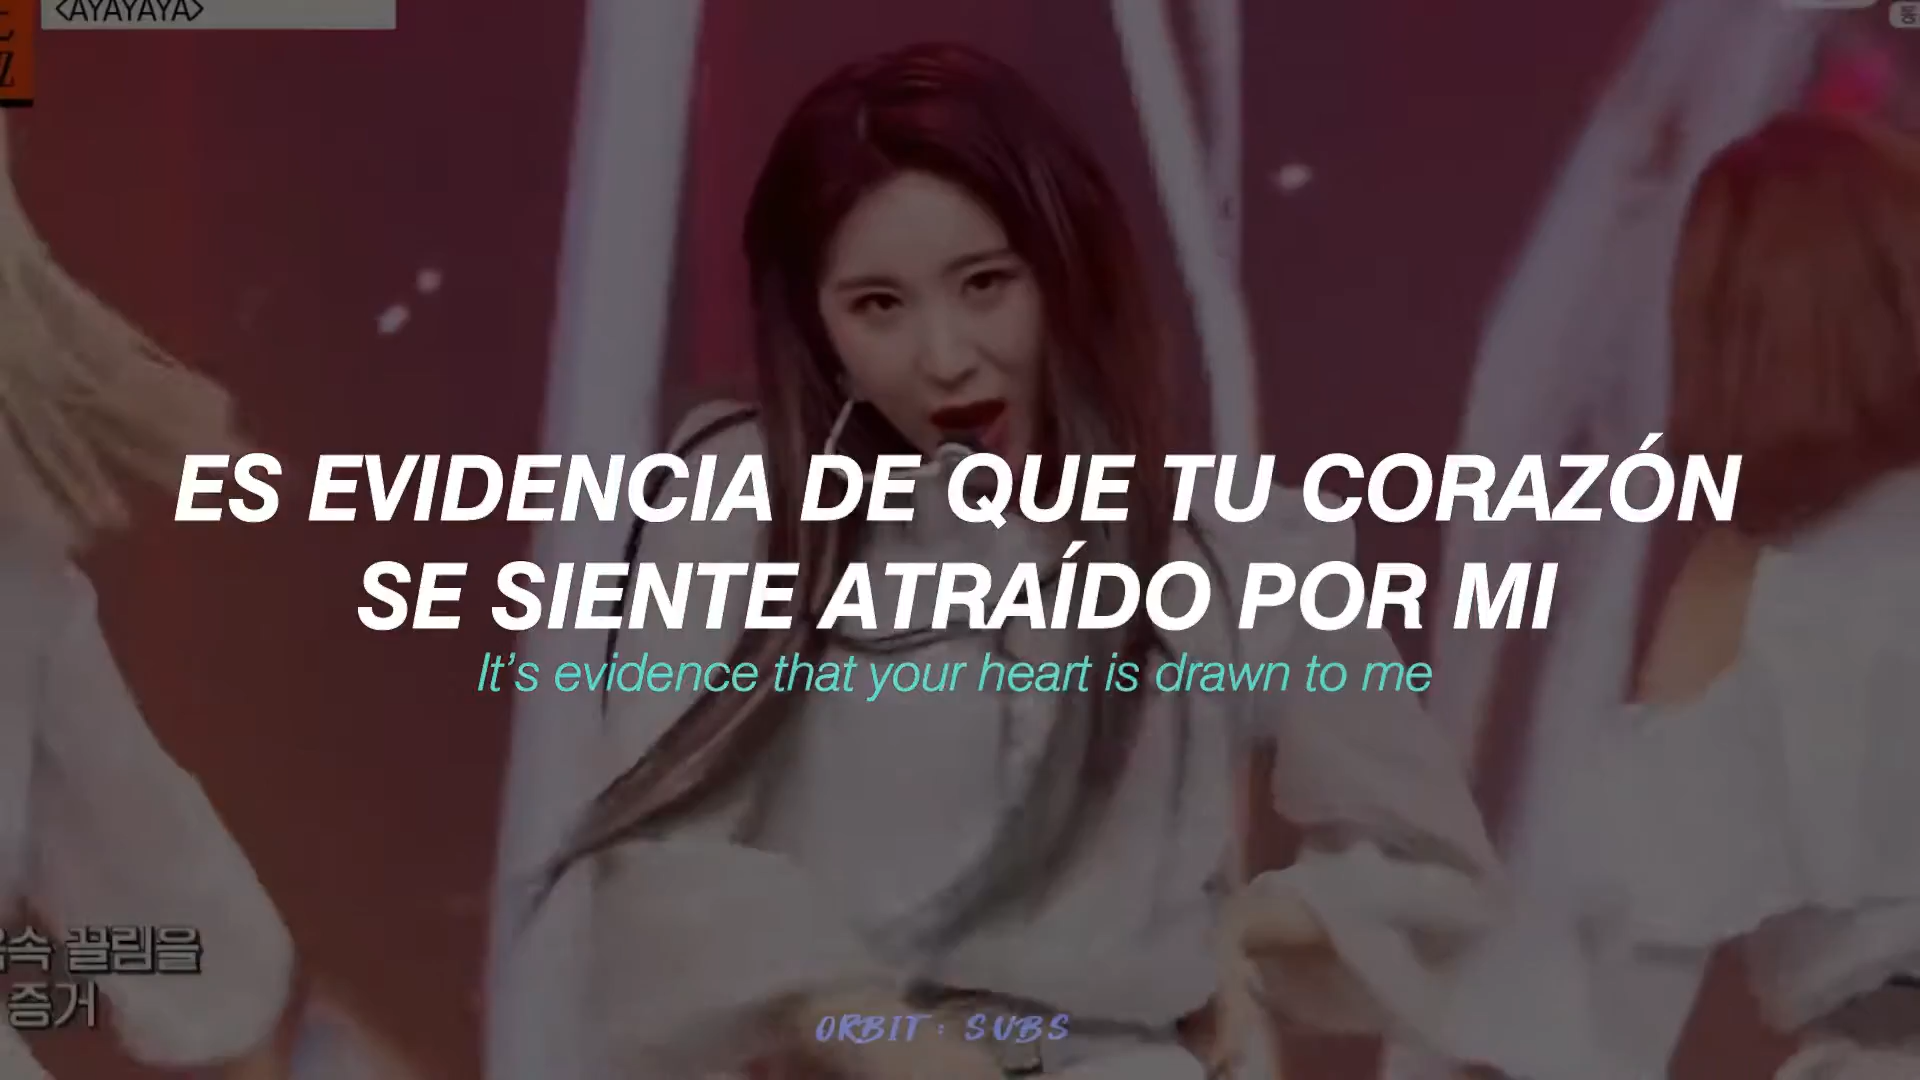 <AYAYAYA>
ES EVIDENCIA DE QUE TU CORAZÓN
SE SIENTE ATRAÍDO POR MI
It’s evidence that your heart is drawn to me
속 끌림을
증거
ORBIT: SUBS